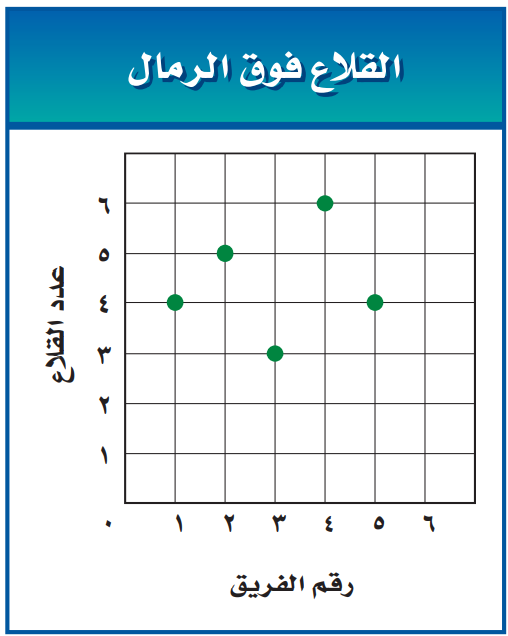 القلاع فوق الرمال
عدد القلاع
٦
٥
٤
٣
٢
١
٠ ١ ٢ ٣ ٤ ٥ ٦
رقم الفريق